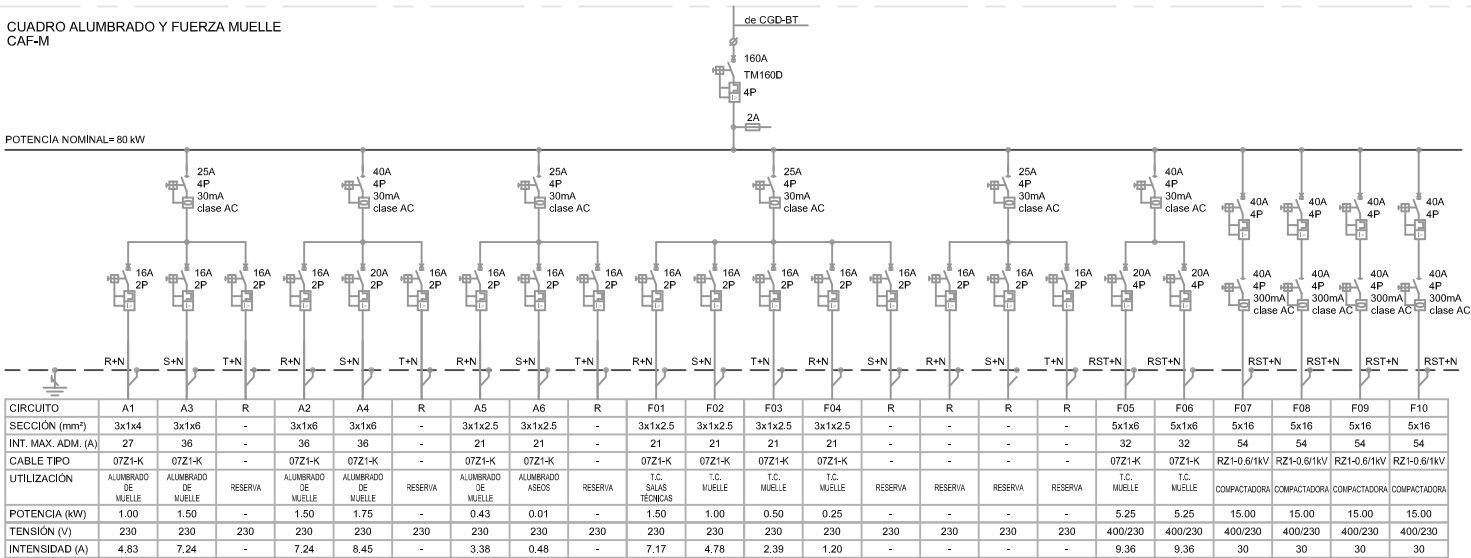 CUADRO ALUMBRADO Y FUERZA MUELLE
CAF-M
de CGD-BT
160A
TM160D
4P
2A
POTENCIA NOMINAL= 80 kW
25A 40A 25A 25A 25A 40A
4P 4P 4P 4P 4P 4P
30mA 30mA 30mA 30mA 30mA 30mA
clase AC clase AC clase AC clase AC clase AC clase AC
40A 40A 40A 40A
4P 4P 4P 4P
16A 16A 16A 16A 20A 16A 16A 16A 16A 16A 16A 16A 16A 16A 16A 16A 16A 20A 20A 40A 40A 40A 40A
2P 2P 2P 2P 2P 2P 2P 2P 2P 2P 2P 2P 2P 2P 2P 2P 2P 4P 4P 4P 4P 4P 4P
300mA 300mA 300mA 300mA
clase AC clase AC clase AC clase AC
R+N S+N T+N R+N S+N T+N R+N S+N T+N R+N S+N T+N R+N S+N R+N S+N T+N RST+N RST+N RST+N RST+N RST+N RST+N
CIRCUITO A1 A3 R A2 A4 R A5 A6 R F01 F02 F03 F04 R R R R F05 F06 F07 F08 F09 F10
SECCIÓN (mm²) 3x1x4 3x1x6 - 3x1x6 3x1x6 - 3x1x2.5 3x1x2.5 - 3x1x2.5 3x1x2.5 3x1x2.5 3x1x2.5 - - - - 5x1x6 5x1x6 5x16 5x16 5x16 5x16
INT. MAX. ADM. (A) 27 36 - 36 36 - 21 21 - 21 21 21 21 - - - - 32 32 54 54 54 54
CABLE TIPO 07Z1-K 07Z1-K - 07Z1-K 07Z1-K - 07Z1-K 07Z1-K - 07Z1-K 07Z1-K 07Z1-K 07Z1-K - - - - 07Z1-K 07Z1-K RZ1-0.6/1kV RZ1-0.6/1kV RZ1-0.6/1kV RZ1-0.6/1kV
UTILIZACIÓN ALUMBRADO DE MUELLE ALUMBRADO DE MUELLE RESERVA ALUMBRADO DE MUELLE ALUMBRADO DE MUELLE RESERVA ALUMBRADO DE MUELLE ALUMBRADO ASEOS RESERVA T.C. SALAS TÉCNICAS T.C. MUELLE T.C. MUELLE T.C. MUELLE RESERVA RESERVA RESERVA RESERVA T.C. MUELLE T.C. MUELLE COMPACTADORA COMPACTADORA COMPACTADORA COMPACTADORA
POTENCIA (kW) 1.00 1.50 - 1.50 1.75 - 0.43 0.01 - 1.50 1.00 0.50 0.25 - - - - 5.25 5.25 15.00 15.00 15.00 15.00
TENSIÓN (V) 230 230 230 230 230 230 230 230 230 230 230 230 230 230 230 230 230 400/230 400/230 400/230 400/230 400/230 400/230
INTENSIDAD (A) 4.83 7.24 - 7.24 8.45 - 3.38 0.48 - 7.17 4.78 2.39 1.20 - - - - 9.36 9.36 30 30 30 30